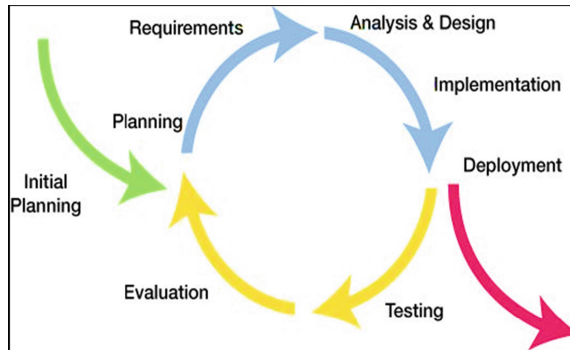 Requirements
Analysis & Design
Implementation
Planning
Deployment
Initial
Planning
Evaluation
Testing